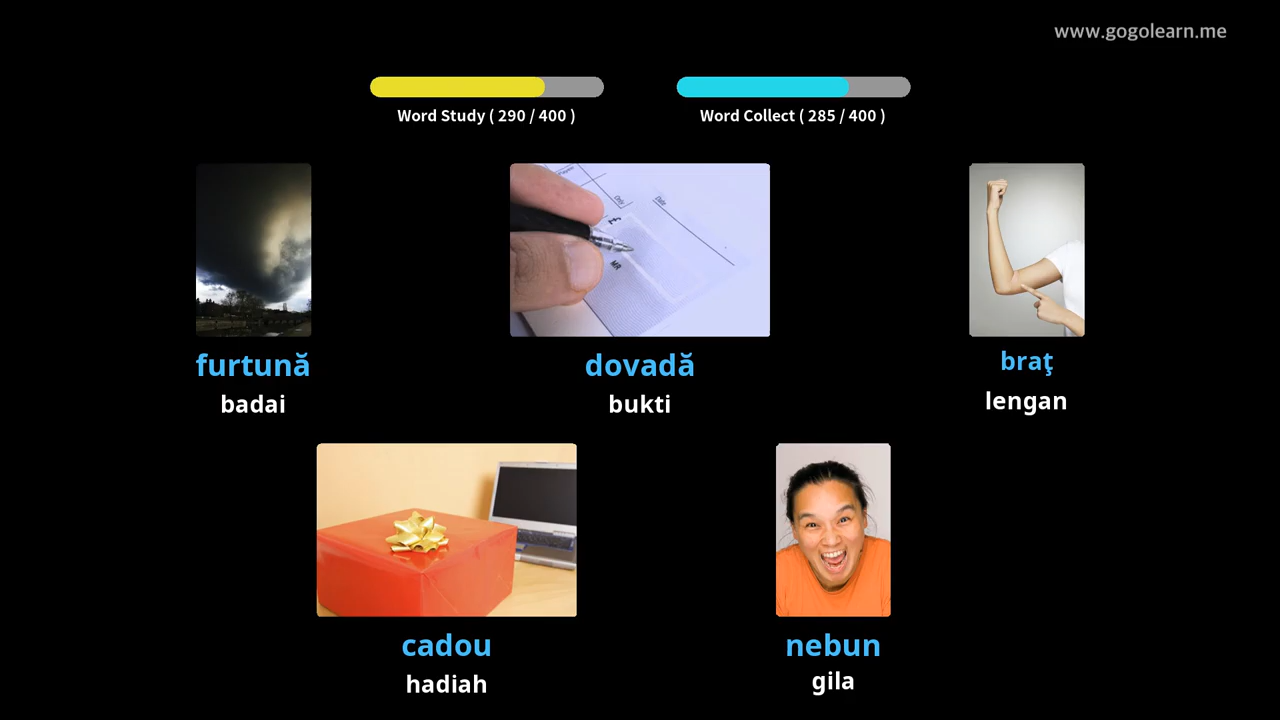 www.gogolearn.me
Word Study ( 290 / 400 )
Word Collect ( 285 / 400 )
furtună
badai
dovadă
bukti
braţ
lengan
cadou
hadiah
nebun
gila